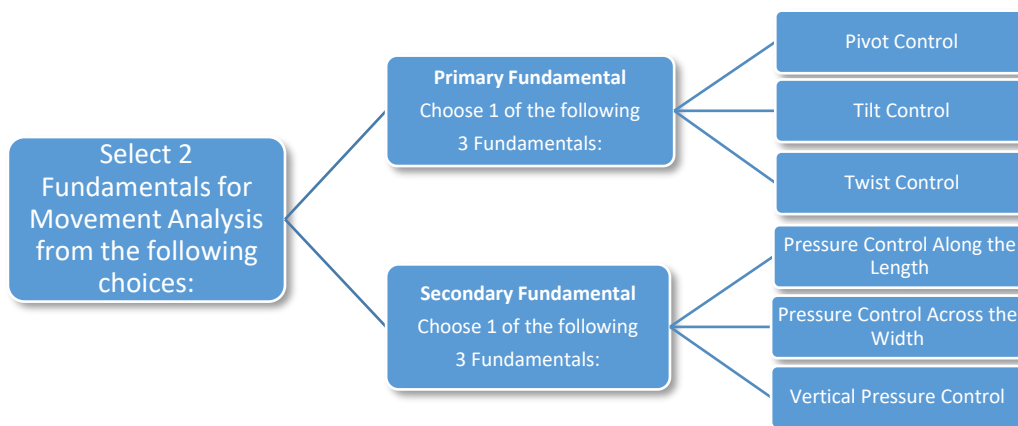 Select 2
Fundamentals for
Movement Analysis
from the following
choices:
Primary Fundamental
Choose 1 of the following
3 Fundamentals:
Pivot Control
Tilt Control
Twist Control
Secondary Fundamental
Choose 1 of the following
3 Fundamentals:
Pressure Control Along the
Length
Pressure Control Across the
Width
Vertical Pressure Control